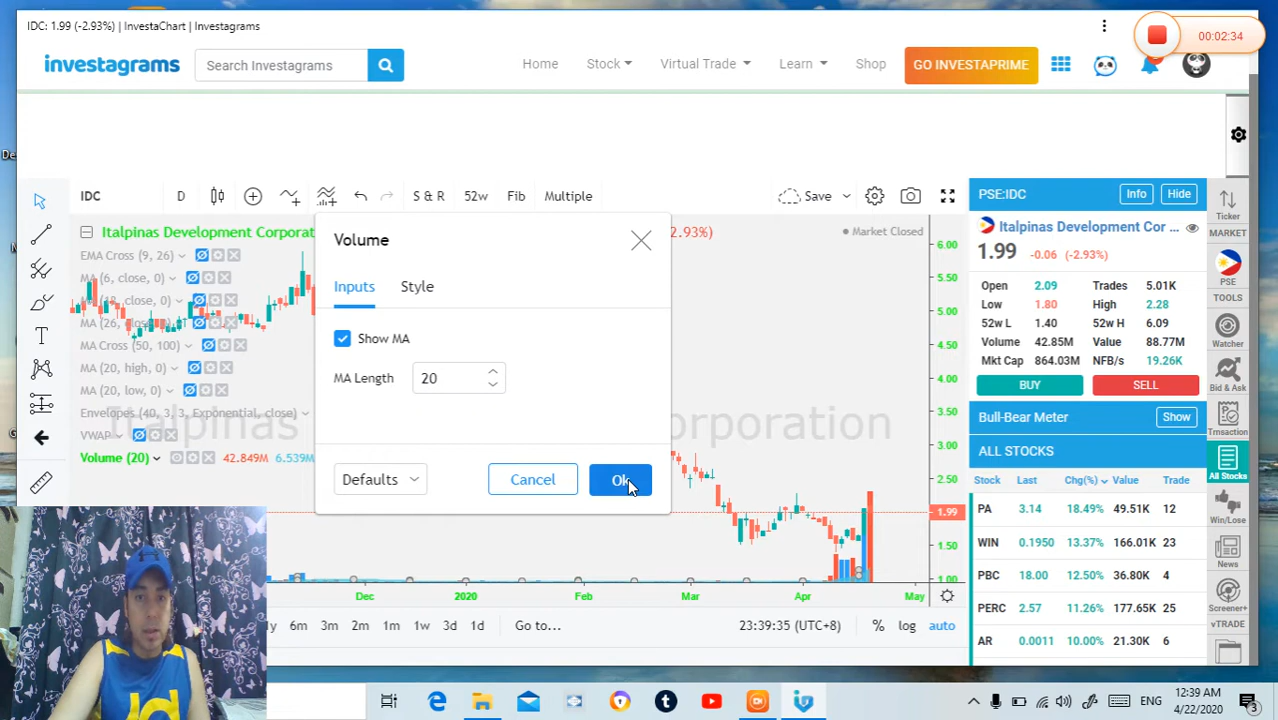 IDC: 1.99 (-2.93%) | InvestaChart | Investagrams
00:02:34
investagrams
Search Investagrams
Home
Stock
Virtual Trade
Learn
Shop
GO INVESTAPRIME
IDC
D
S & R
52w
Fib
Multiple
Save
PSE:IDC
Info
Hide
Ticker
MARKET
PSE
TOOLS
Watcher
Bid & Ask
Trnsaction
All Stocks
Win/Lose
News
Screener+
vTRADE
Italpinas Development Corporat
2.93%)
Market Closed
EMA Cross (9, 26)
MA (6, close, 0)
MA Cross (50, 100)
MA (20, high, 0)
MA (20, low, 0)
Envelopes (40, 3, 3, Exponential, close)
VWAP
Volume (20)
42.849M
6.539M
Italpinas
rporation
Volume
Inputs
Style
Show MA
MA Length
20
Defaults
Cancel
Ok
6.00
5.50
5.00
4.50
4.00
3.50
3.00
2.50
1.99
1.50
1.00
Italpinas Development Cor ...
1.99 -0.06 (-2.93%)
Open 2.09 Trades 5.01K
Low 1.80 High 2.28
52w L 1.40 52w H 6.09
Volume 42.85M Value 88.77M
Mkt Cap 864.03M NFB/s 19.26K
BUY
SELL
Bull-Bear Meter
Show
ALL STOCKS
Stock Last Chg(%) Value Trade
PA 3.14 18.49% 49.51K 12
WIN 0.1950 13.37% 166.01K 23
PBC 18.00 12.50% 36.80K 4
PERC 2.57 11.26% 177.65K 25
AR 0.0011 10.00% 21.30K 6
Dec 2020 Feb Mar Apr May
1y 6m 3m 2m 1m 1w 3d 1d Go to...
23:39:35 (UTC+8)
% log auto
ENG
12:39 AM
4/22/2020
3